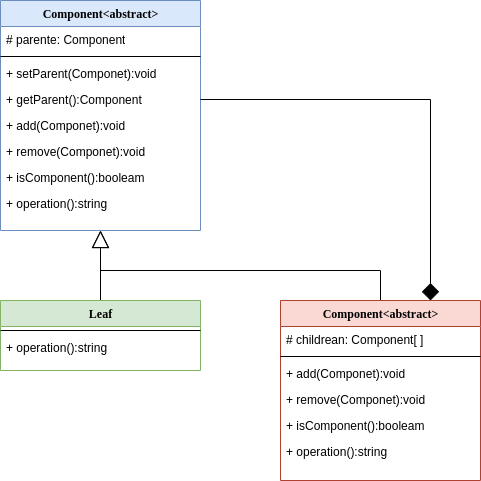 Component<abstract>
# parente: Component
+ setParent(Componet):void
+ getParent():Component
+ add(Componet):void
+ remove(Componet):void
+ isComponent():booleam
+ operation():string
Leaf
+ operation():string
Component<abstract>
# childrean: Component[ ]
+ add(Componet):void
+ remove(Componet):void
+ isComponent():booleam
+ operation():string